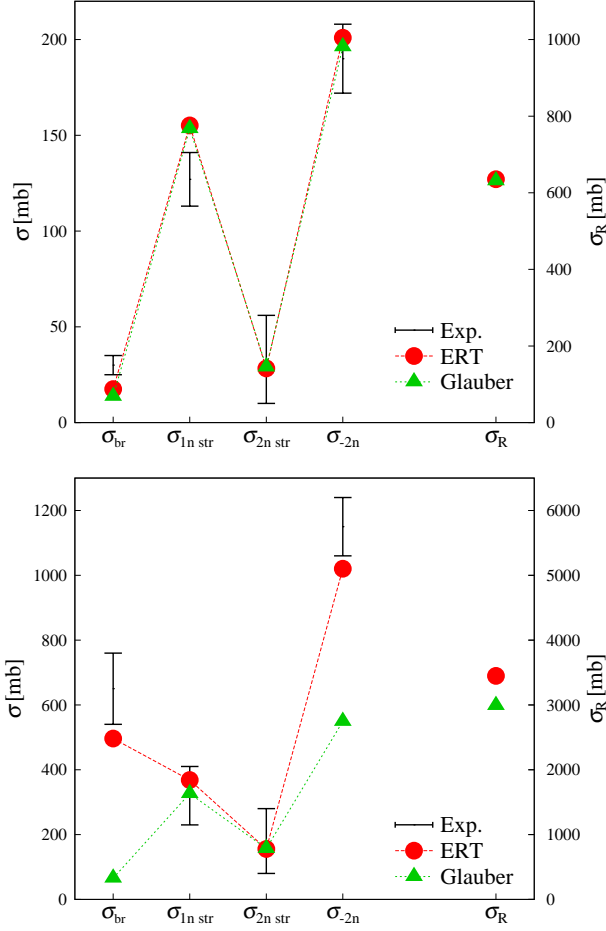 200
150
100
50
0
σ [mb]
1000
800
600
400
200
0
σR [mb]
Exp.
ERT
Glauber
σbr
σ1n str
σ2n str
σ-2n
σR
1200
1000
800
600
400
200
0
σ [mb]
6000
5000
4000
3000
2000
1000
0
σR [mb]
Exp.
ERT
Glauber
σbr
σ1n str
σ2n str
σ-2n
σR